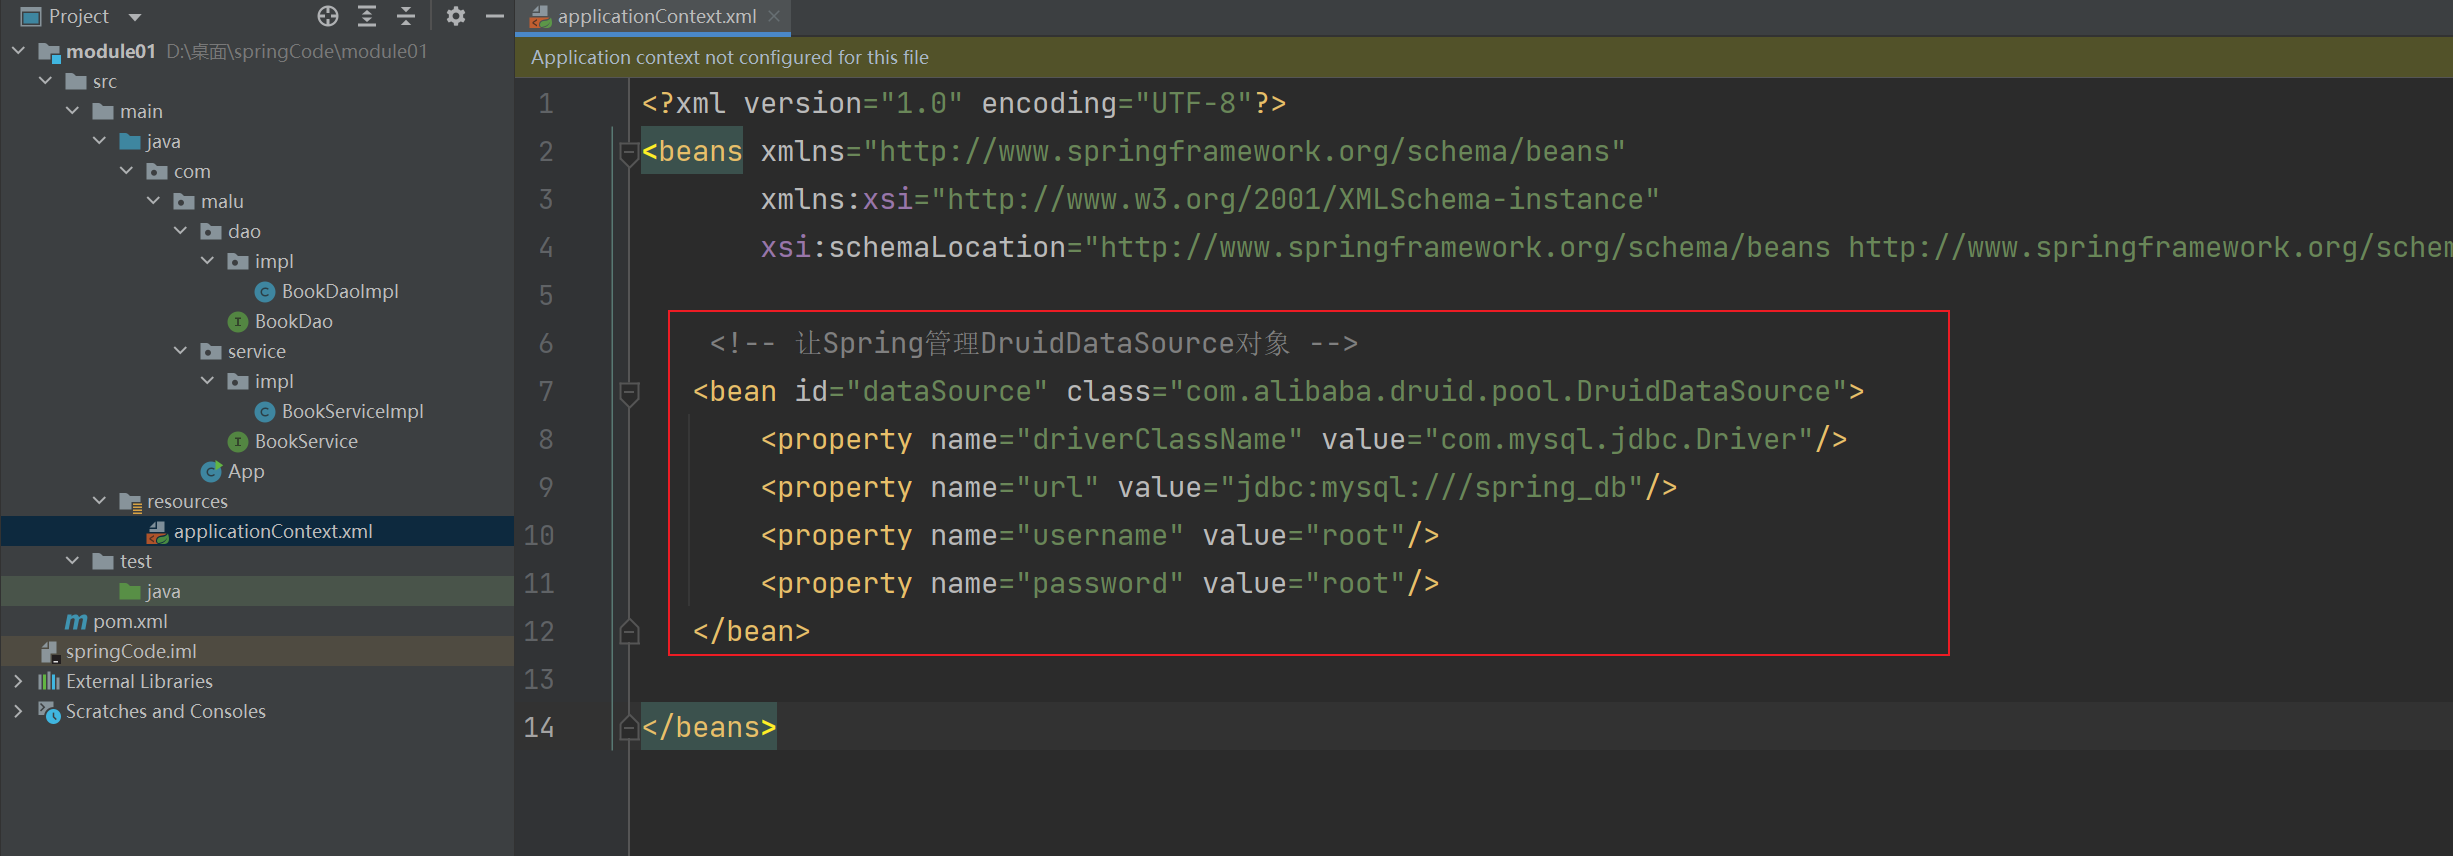 Project
module01 D:\桌面\springCode\module01
src
main
java
com
malu
dao
impl
BookDaoImpl
BookDao
service
impl
BookServiceImpl
BookService
App
resources
applicationContext.xml
test
java
pom.xml
springCode.iml
External Libraries
Scratches and Consoles
applicationContext.xml
Application context not configured for this file
1 <?xml version="1.0" encoding="UTF-8"?>
2 <beans xmlns="http://www.springframework.org/schema/beans"
3 xmlns:xsi="http://www.w3.org/2001/XMLSchema-instance"
4 xsi:schemaLocation="http://www.springframework.org/schema/beans http://www.springframework.org/schem
5
6 <!-- 让Spring管理DruidDataSource对象 -->
7 <bean id="dataSource" class="com.alibaba.druid.pool.DruidDataSource">
8 <property name="driverClassName" value="com.mysql.jdbc.Driver"/>
9 <property name="url" value="jdbc:mysql:///spring_db"/>
10 <property name="username" value="root"/>
11 <property name="password" value="root"/>
12 </bean>
13
14 </beans>